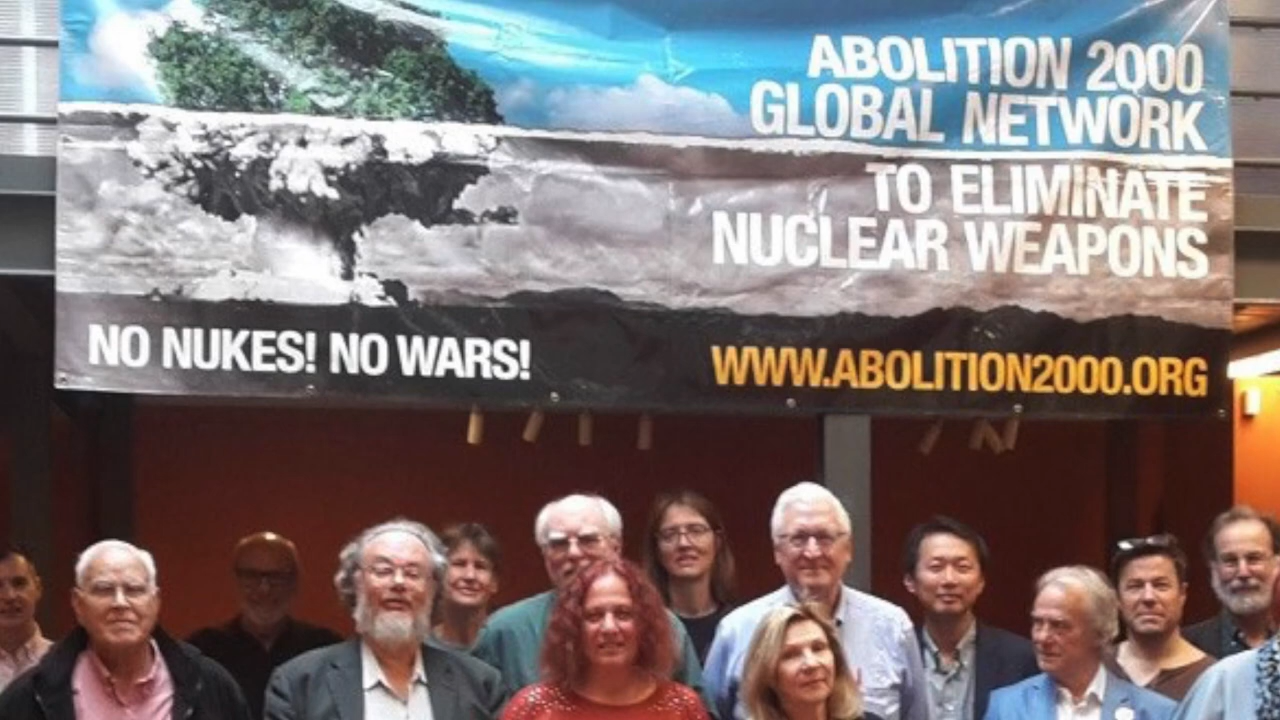 ABOLITION 2000
GLOBAL NETWORK
TO ELIMINATE
NUCLEAR WEAPONS
NO NUKES! NO WARS!
WWW.ABOLITION2000.ORG